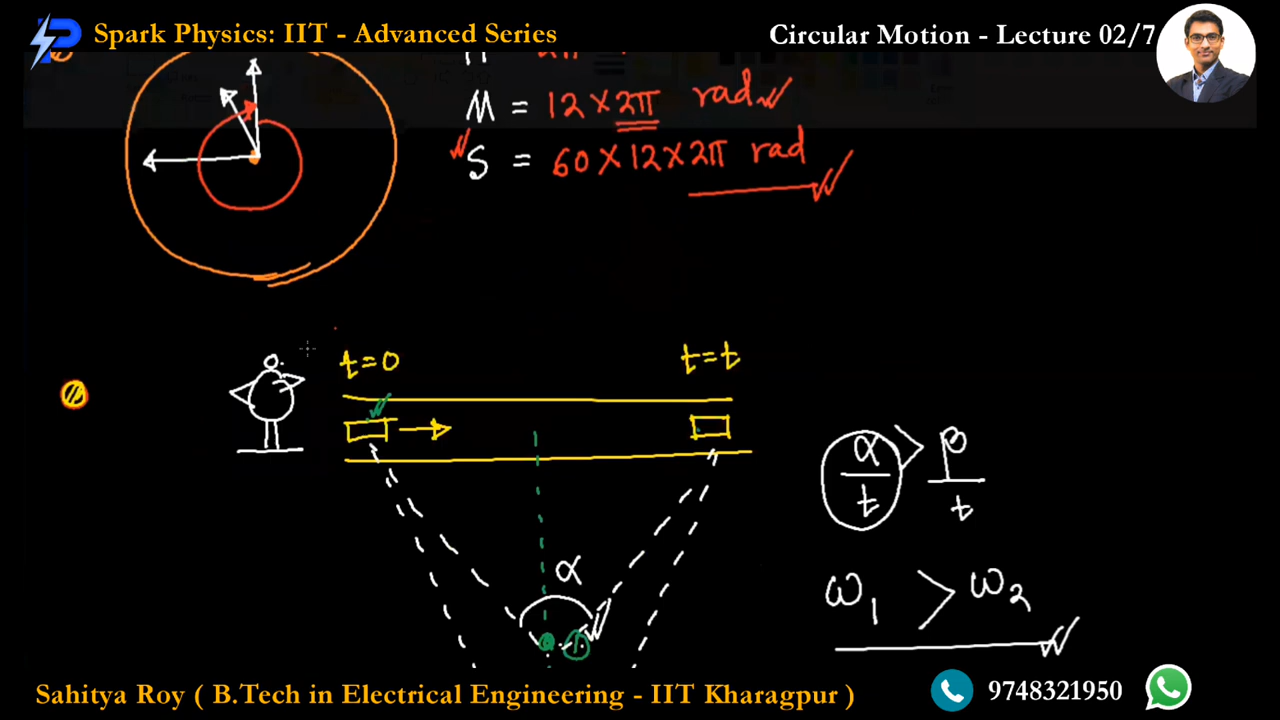 Spark Physics: IIT - Advanced Series
Circular Motion - Lecture 02/7
M = 12 × 2π rad
S = 60 × 12 × 2π rad
t=0
t=t
α/t > β/t
α
ω₁ > ω₂
Sahitya Roy ( B.Tech in Electrical Engineering - IIT Kharagpur )
9748321950